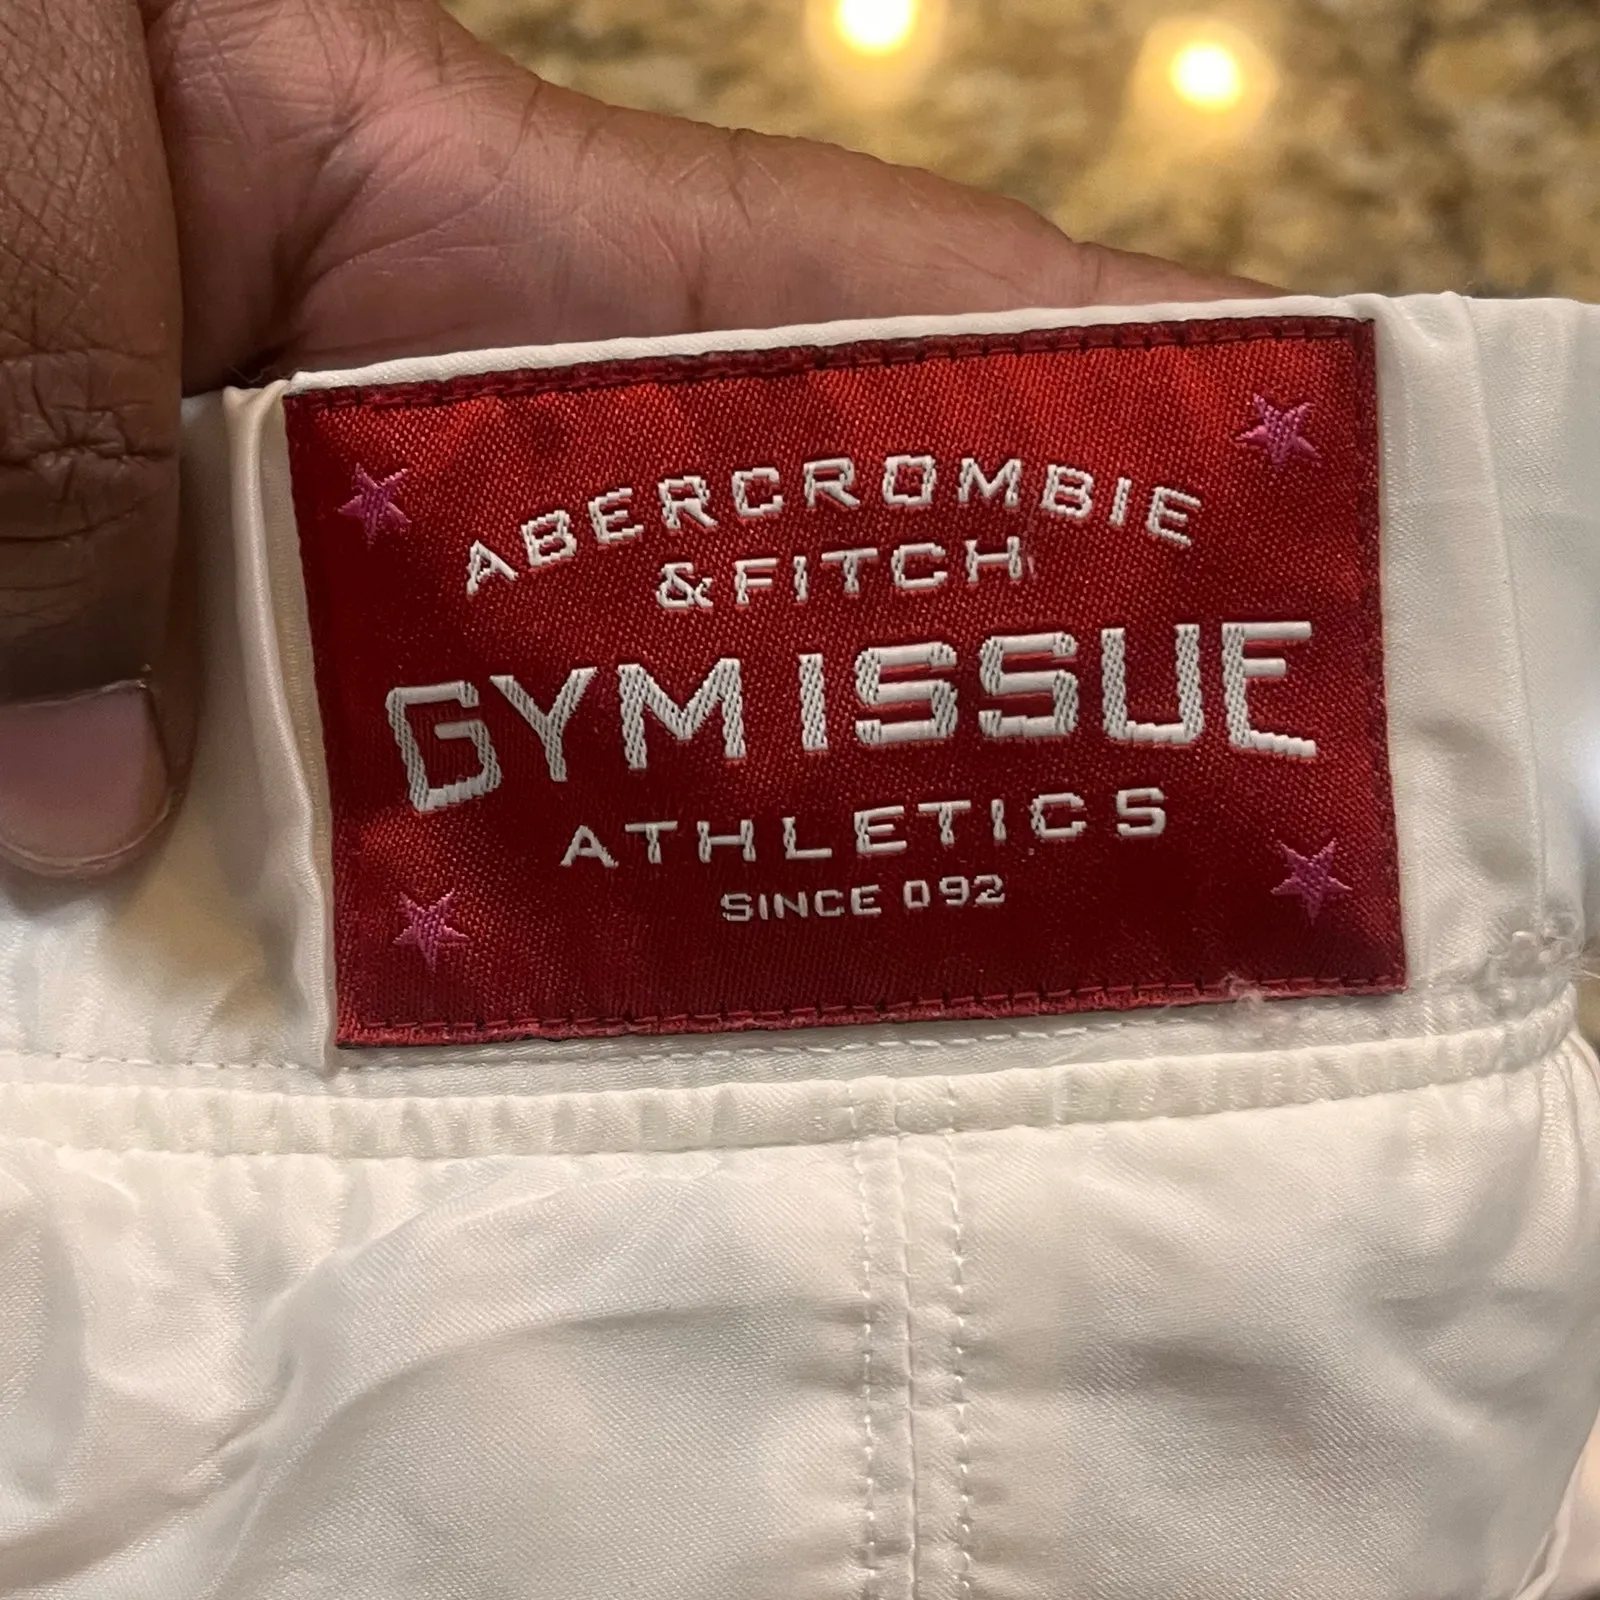 ABERCROMBIE
& FITCH
GYM ISSUE
ATHLETICS
SINCE 092